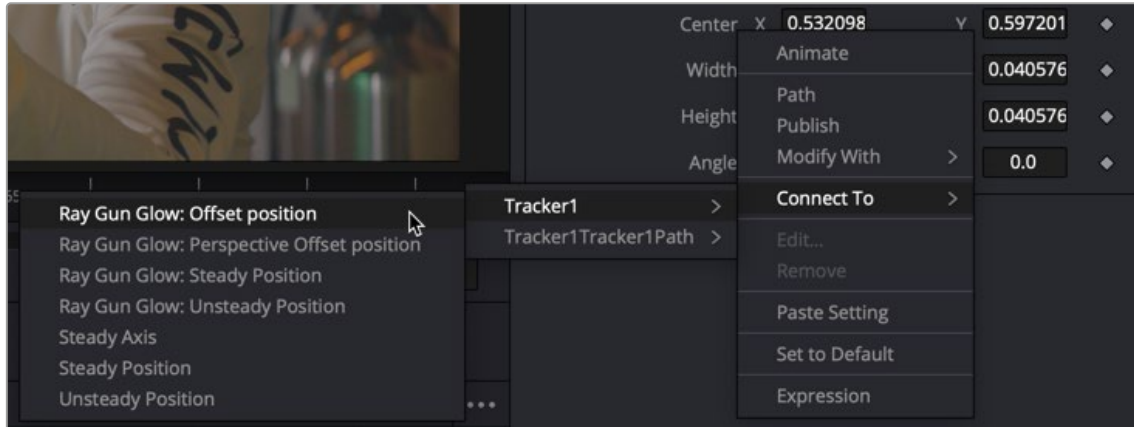 Center X 0.532098 Y 0.597201
Width 0.040576
Height 0.040576
Angle 0.0
Animate
Path
Publish
Modify With >
Connect To >
Edit...
Remove
Paste Setting
Set to Default
Expression
Tracker1 >
Tracker1Tracker1Path >
Ray Gun Glow: Offset position
Ray Gun Glow: Perspective Offset position
Ray Gun Glow: Steady Position
Ray Gun Glow: Unsteady Position
Steady Axis
Steady Position
Unsteady Position